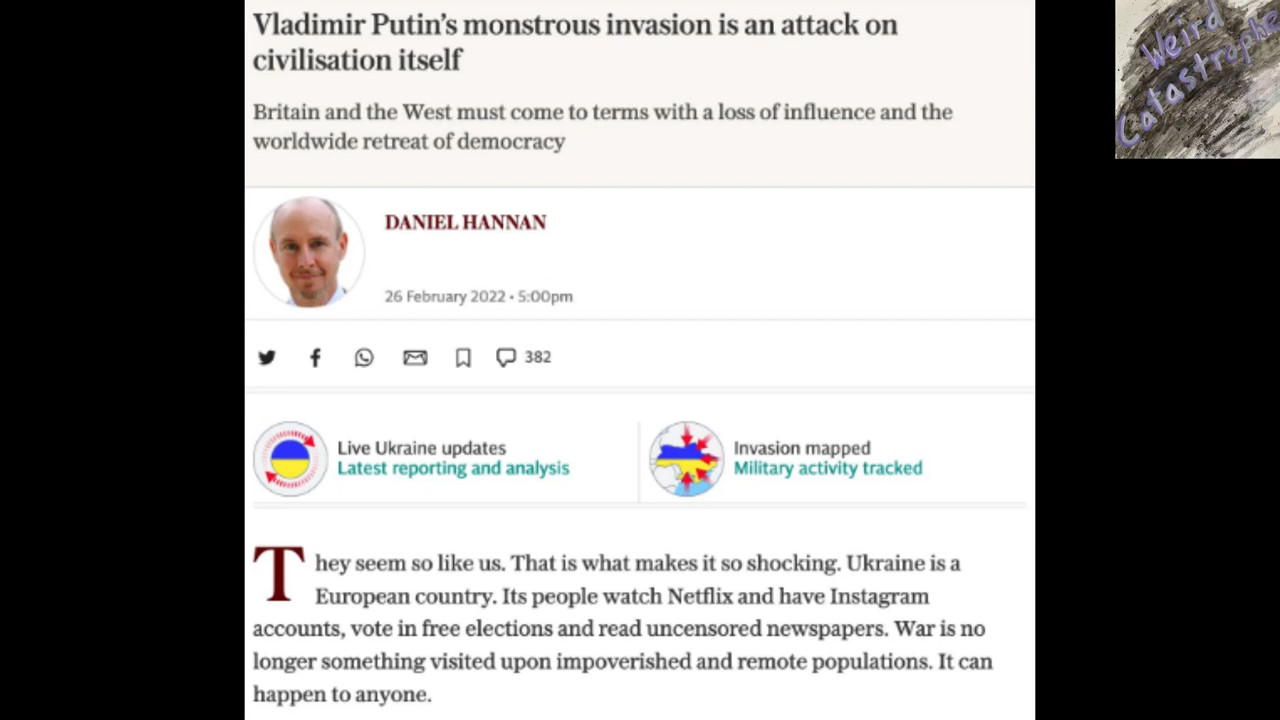 Vladimir Putin's monstrous invasion is an attack on
civilisation itself
Weird
Catastrophe
Britain and the West must come to terms with a loss of influence and the
worldwide retreat of democracy
DANIEL HANNAN
26 February 2022 • 5:00pm
382
Live Ukraine updates
Latest reporting and analysis
Invasion mapped
Military activity tracked
They seem so like us. That is what makes it so shocking. Ukraine is a
European country. Its people watch Netflix and have Instagram
accounts, vote in free elections and read uncensored newspapers. War is no
longer something visited upon impoverished and remote populations. It can
happen to anyone.